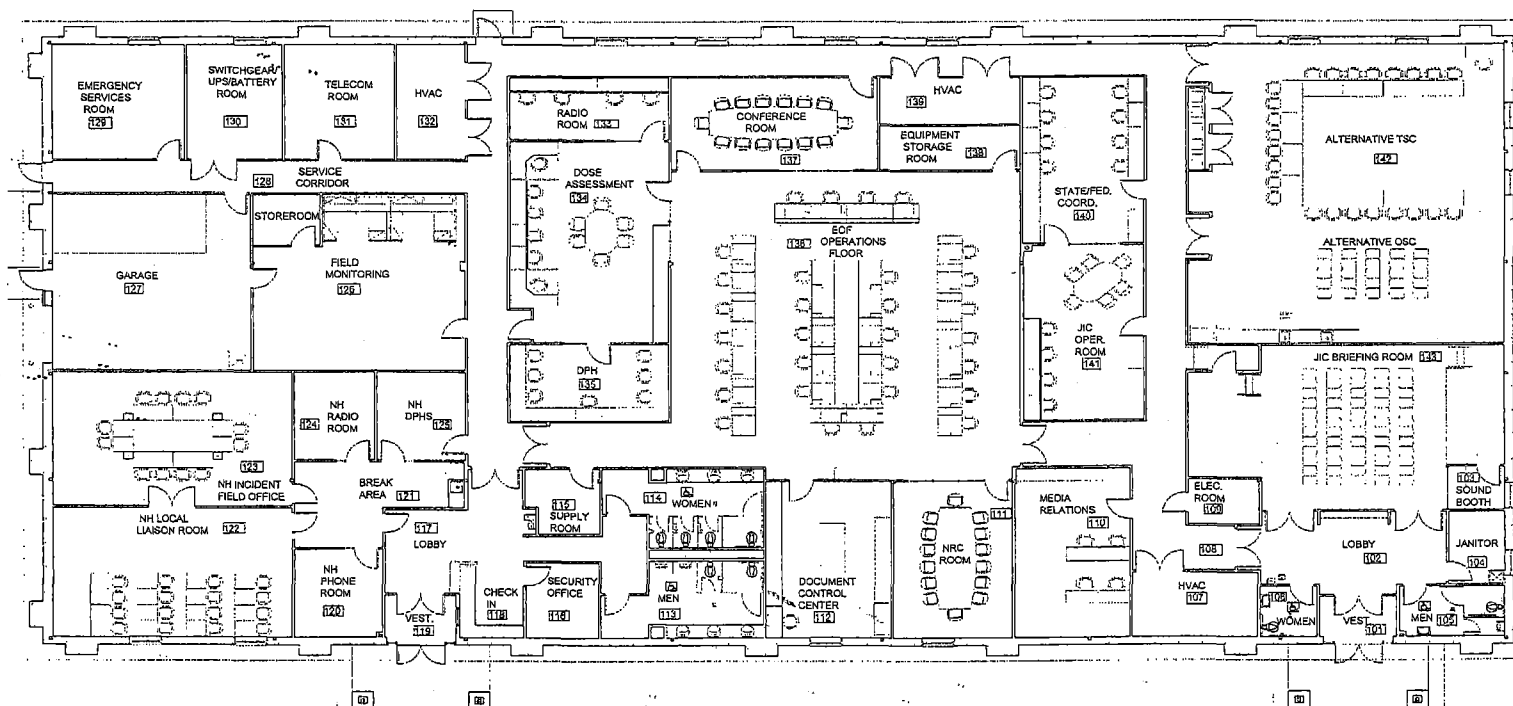 EMERGENCY
SERVICES
ROOM
129
SWITCHGEAR/
UPS/BATTERY
ROOM
130
TELECOM
ROOM
131
HVAC
132
RADIO
ROOM 133
CONFERENCE
ROOM
137
HVAC
139
EQUIPMENT
STORAGE
ROOM 138
ALTERNATIVE TSC
142
ALTERNATIVE OSC
SERVICE
128 CORRIDOR
DOSE
ASSESSMENT
134
STATE/FED.
COORD.
140
STOREROOM
EOF
136 OPERATIONS
FLOOR
GARAGE
127
FIELD
MONITORING
126
JIC
OPER.
ROOM
141
JIC BRIEFING ROOM 143
DPH
135
NH
RADIO
124 ROOM
NH
DPHS
125
123
NH INCIDENT
FIELD OFFICE
BREAK
AREA 121
NH LOCAL
LIAISON ROOM 122
117
LOBBY
115
SUPPLY
ROOM
114
WOMEN
111
NRC
ROOM
MEDIA
RELATIONS
110
ELEC.
ROOM
109
103
SOUND
BOOTH
108
LOBBY
102
JANITOR
104
NH
PHONE
ROOM
120
VEST.
119
CHECK
IN 118
SECURITY
OFFICE
116
MEN
113
DOCUMENT
CONTROL
CENTER
112
HVAC
107
106
WOMEN
VEST. 101
MEN 105